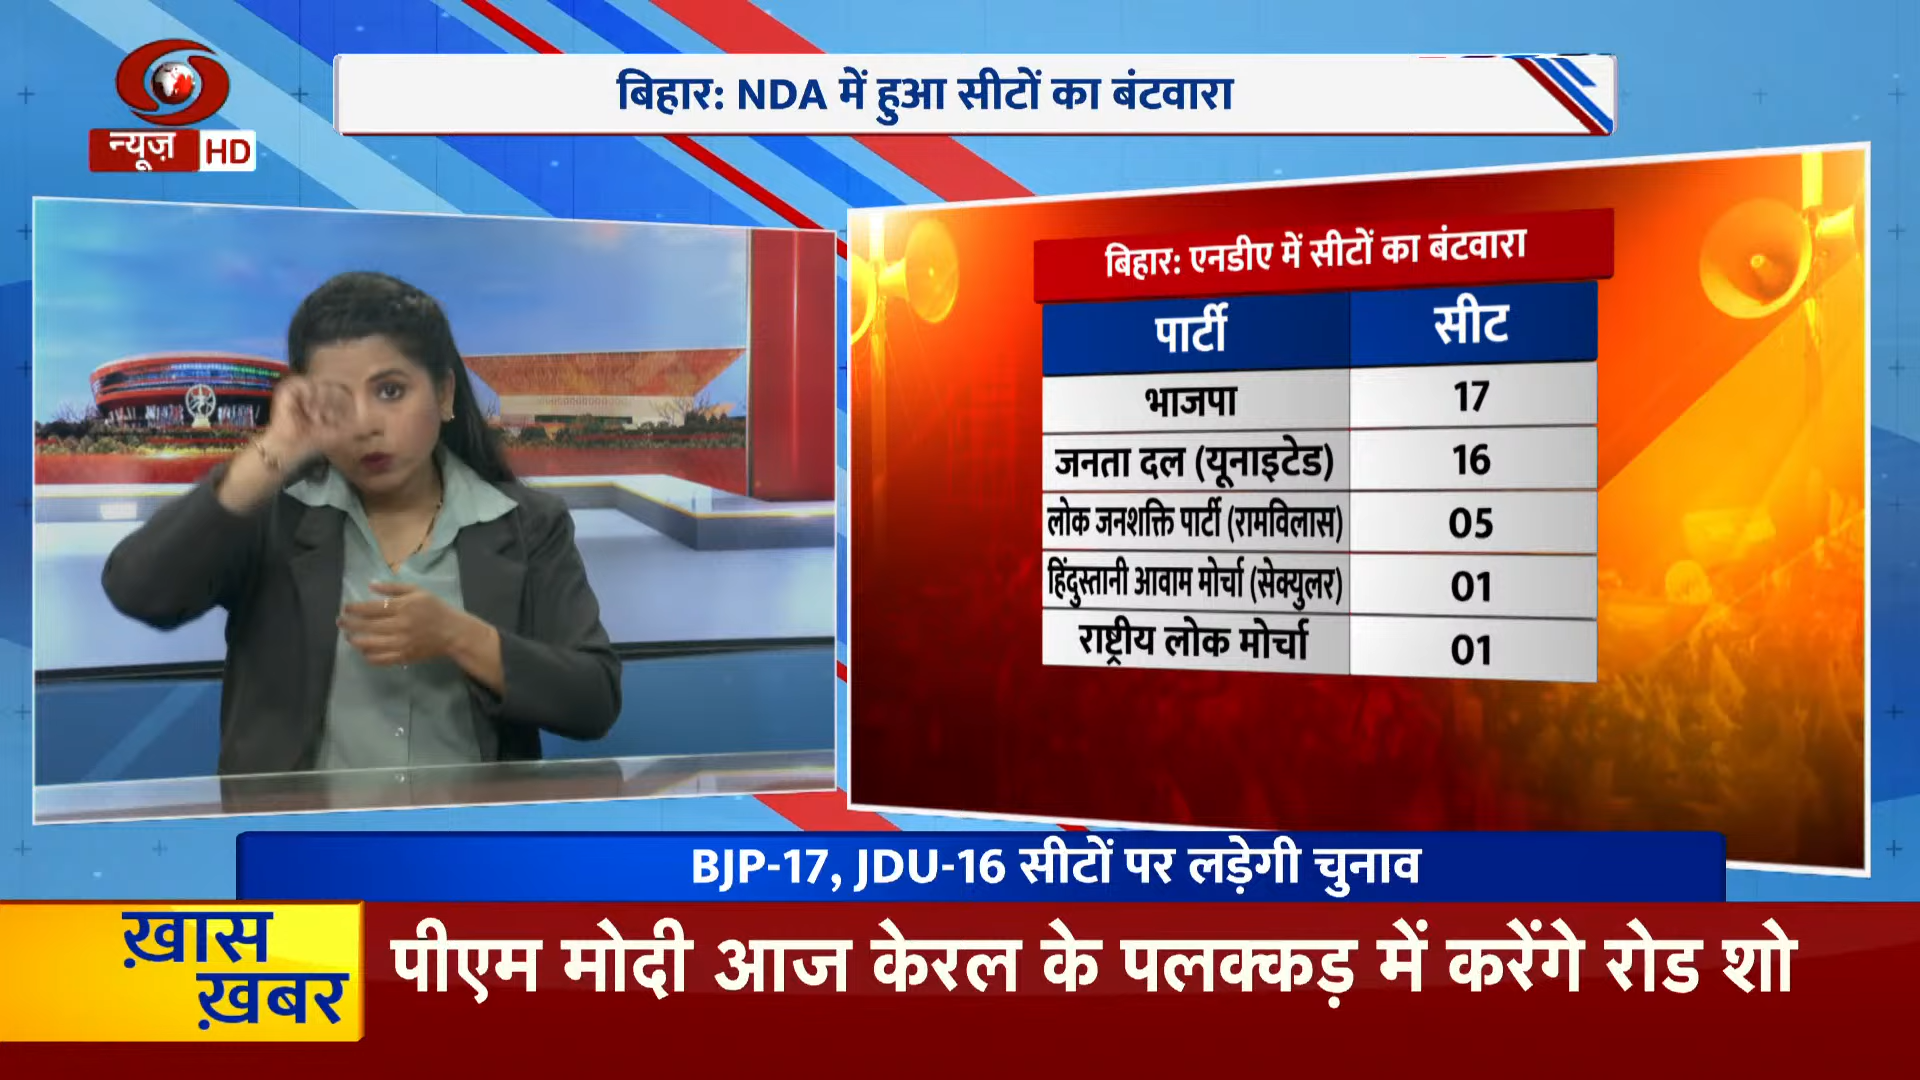 न्यूज़ HD
बिहार: NDA में हुआ सीटों का बंटवारा
बिहार: एनडीए में सीटों का बंटवारा
पार्टी सीट
भाजपा 17
जनता दल (यूनाइटेड) 16
लोक जनशक्ति पार्टी (रामविलास) 05
हिंदुस्तानी आवाम मोर्चा (सेक्युलर) 01
राष्ट्रीय लोक मोर्चा 01
BJP-17, JDU-16 सीटों पर लड़ेगी चुनाव
ख़ास
ख़बर
पीएम मोदी आज केरल के पलक्कड़ में करेंगे रोड शो